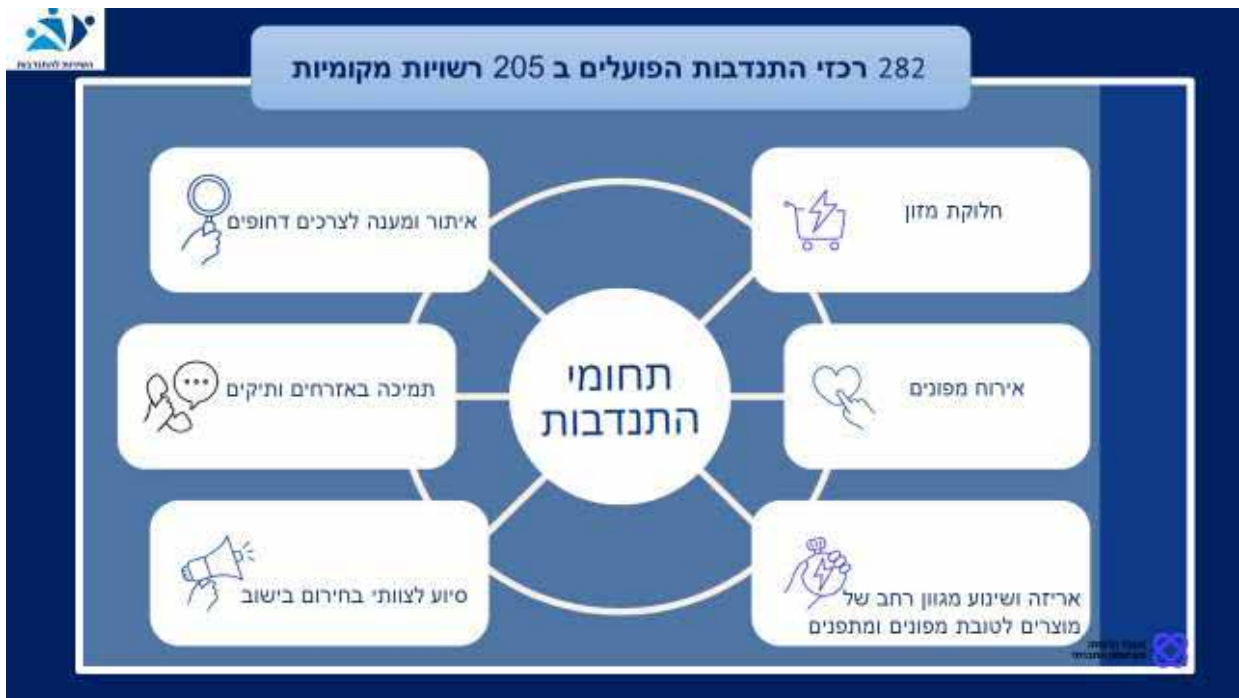 282 רכזי התנדבות הפועלים ב 205 רשויות מקומיות
חלוקת מזון
איתור ומענה לצרכים דחופים
תחומי
התנדבות
אירוח מפונים
תמיכה באזרחים ותיקים
אריזה ושינוע מגוון רחב של
מוצרים לטובת מפונים ומתפנים
סיוע לצוותי בחירום בישוב